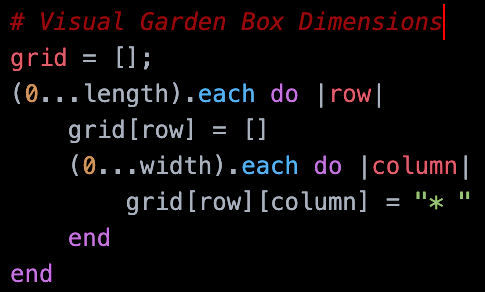 # Visual Garden Box Dimensions
grid = [];
(0...length).each do |row|
    grid[row] = []
    (0...width).each do |column|
        grid[row][column] = "* "
    end
end